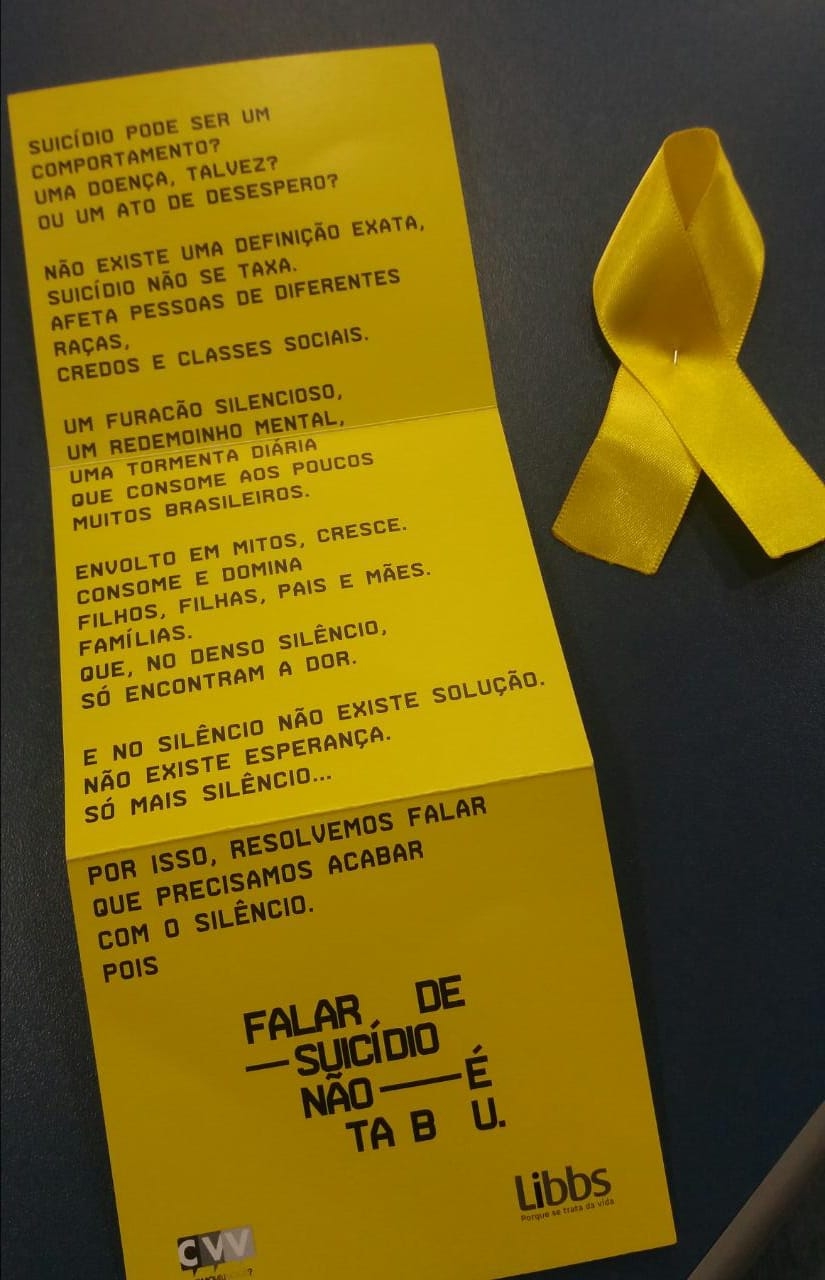 SUICÍDIO PODE SER UM
COMPORTAMENTO?
UMA DOENÇA, TALVEZ?
OU UM ATO DE DESESPERO?
NÃO EXISTE UMA DEFINIÇÃO EXATA,
SUICÍDIO NÃO SE TAXA.
AFETA PESSOAS DE DIFERENTES
RAÇAS,
CREDOS E CLASSES SOCIAIS.
UM FURACÃO SILENCIOSO,
UM REDEMOINHO MENTAL,
UMA TORMENTA DIÁRIA
QUE CONSOME AOS POUCOS
MUITOS BRASILEIROS.
ENVOLTO EM MITOS, CRESCE.
CONSOME E DOMINA
FILHOS, FILHAS, PAIS E MÃES.
FAMÍLIAS.
QUE, NO DENSO SILÊNCIO,
SÓ ENCONTRAM A DOR.
E NO SILÊNCIO NÃO EXISTE SOLUÇÃO.
NÃO EXISTE ESPERANÇA.
SÓ MAIS SILÊNCIO...
POR ISSO, RESOLVEMOS FALAR
QUE PRECISAMOS ACABAR
COM O SILÊNCIO.
POIS
FALAR DE
—SUICÍDIO
NÃO—É
TA B U.
Libbs
Porque se trata da vida
CVV